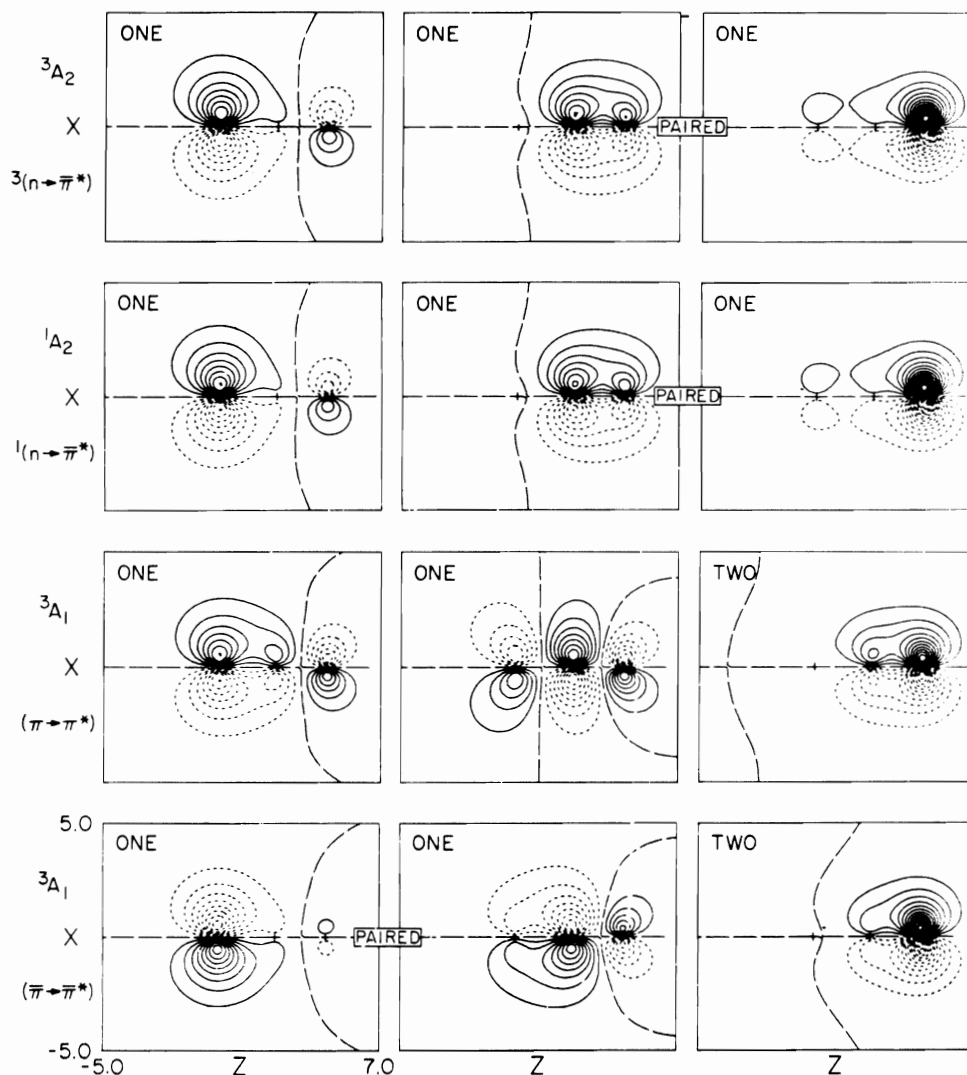 ONE ONE ONE
³A₂
X PAIRED
³(n→π̅*)
ONE ONE ONE
¹A₂
X PAIRED
¹(n→π̅*)
ONE ONE TWO
³A₁
X
(π→π*)
5.0 ONE ONE TWO
³A₁
X PAIRED
(π̅→π̅*)
-5.0
-5.0 Z 7.0 Z Z